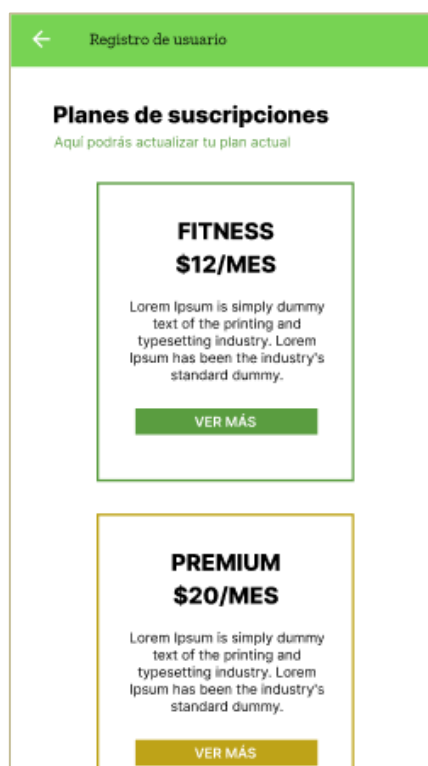 Registro de usuario
Planes de suscripciones
Aquí podrás actualizar tu plan actual
FITNESS
$12/MES
Lorem Ipsum is simply dummy
text of the printing and
typesetting industry. Lorem
Ipsum has been the industry's
standard dummy.
VER MÁS
PREMIUM
$20/MES
Lorem Ipsum is simply dummy
text of the printing and
typesetting industry. Lorem
Ipsum has been the industry's
standard dummy.
VER MÁS